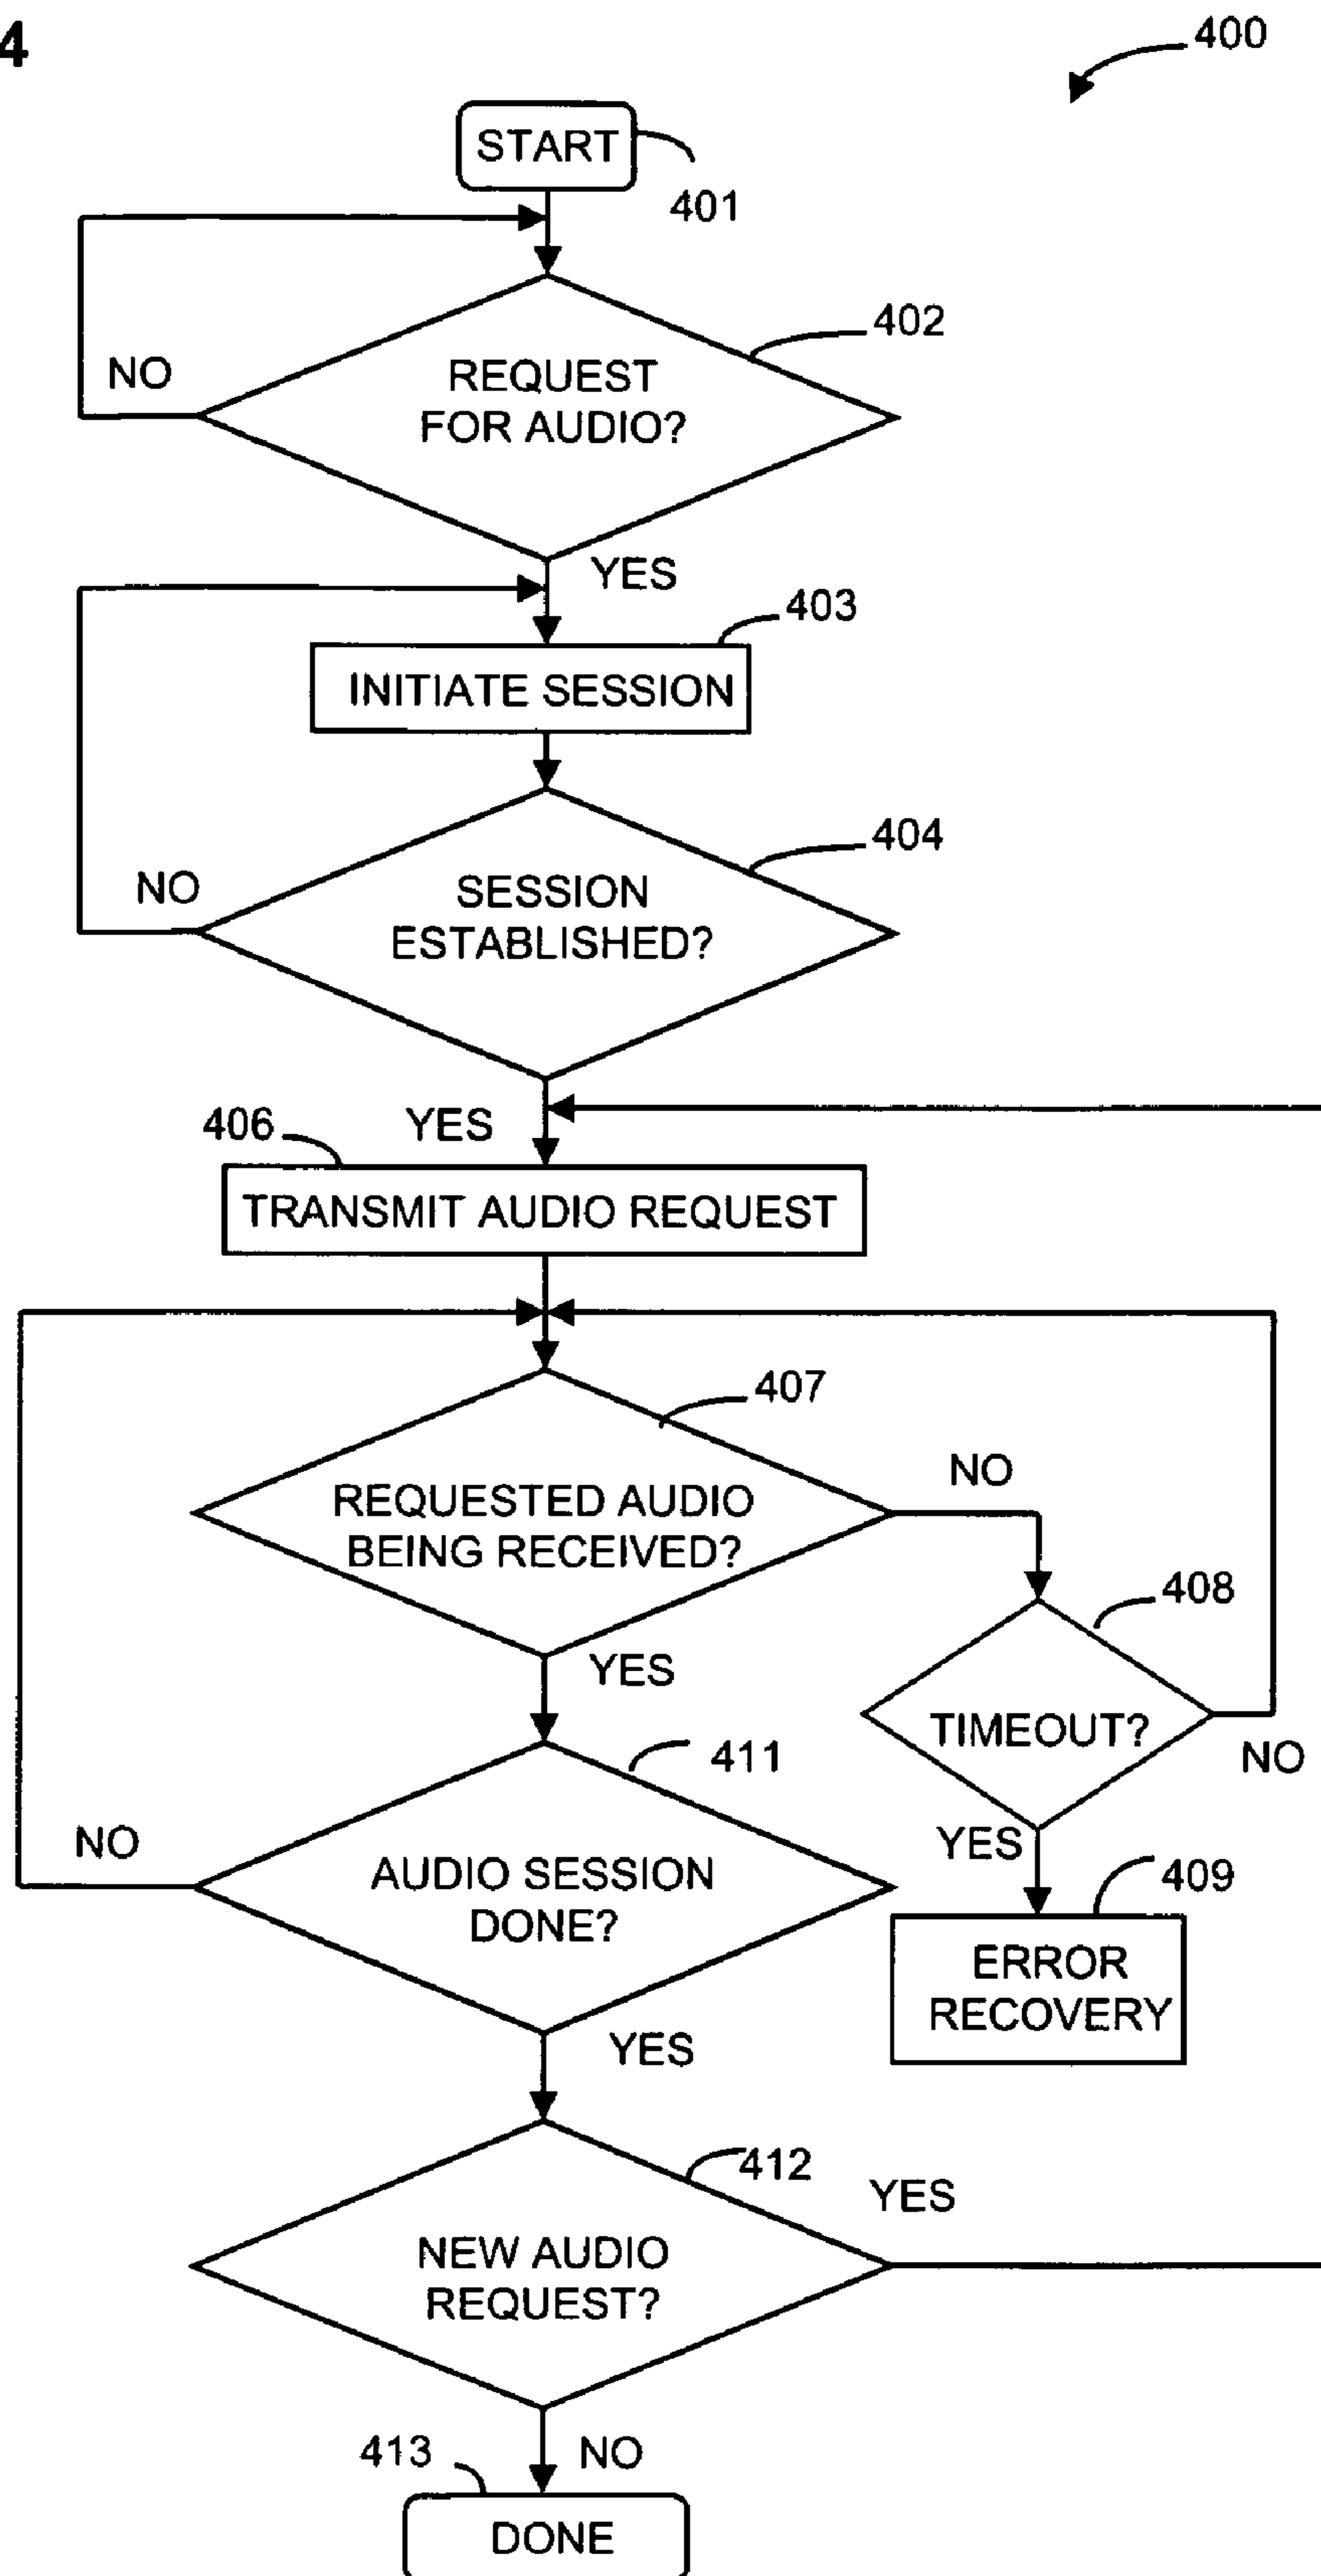 4
400
START
401
402
REQUEST
FOR AUDIO?
NO
YES
403
INITIATE SESSION
404
SESSION
ESTABLISHED?
NO
YES
406
TRANSMIT AUDIO REQUEST
407
REQUESTED AUDIO
BEING RECEIVED?
NO
408
TIMEOUT?
NO
YES
YES
409
ERROR
RECOVERY
411
AUDIO SESSION
DONE?
NO
YES
412
NEW AUDIO
REQUEST?
YES
NO
413
DONE